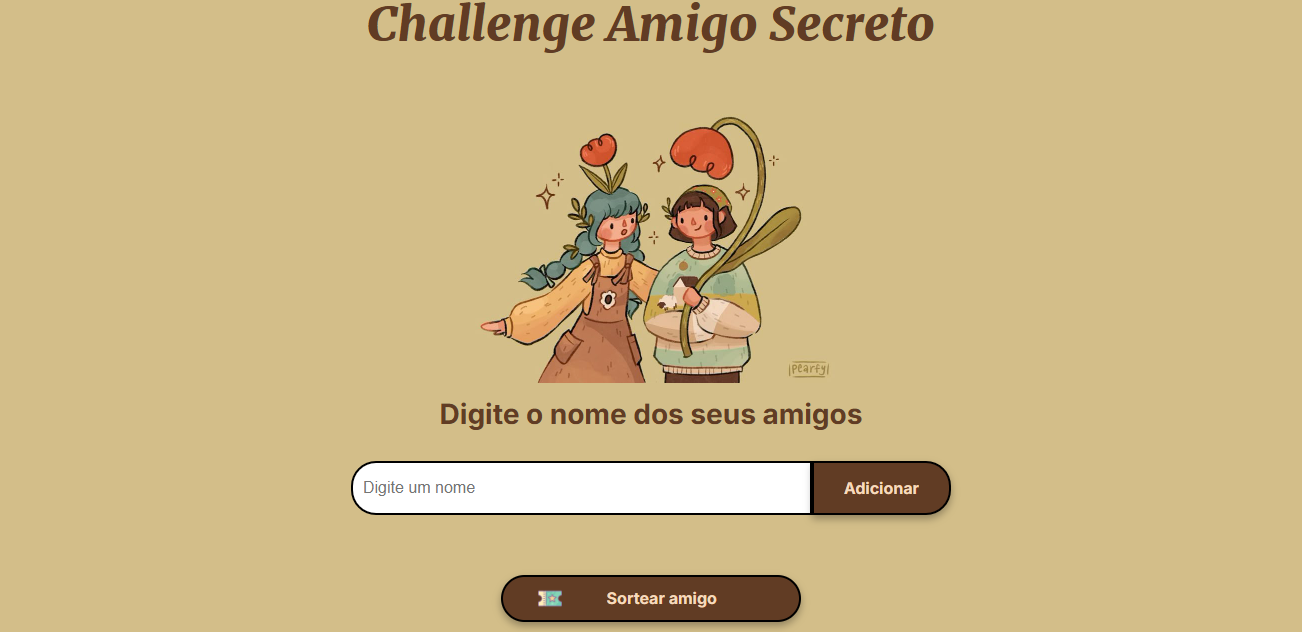 Challenge Amigo Secreto
pearfy
Digite o nome dos seus amigos
Digite um nome
Adicionar
Sortear amigo